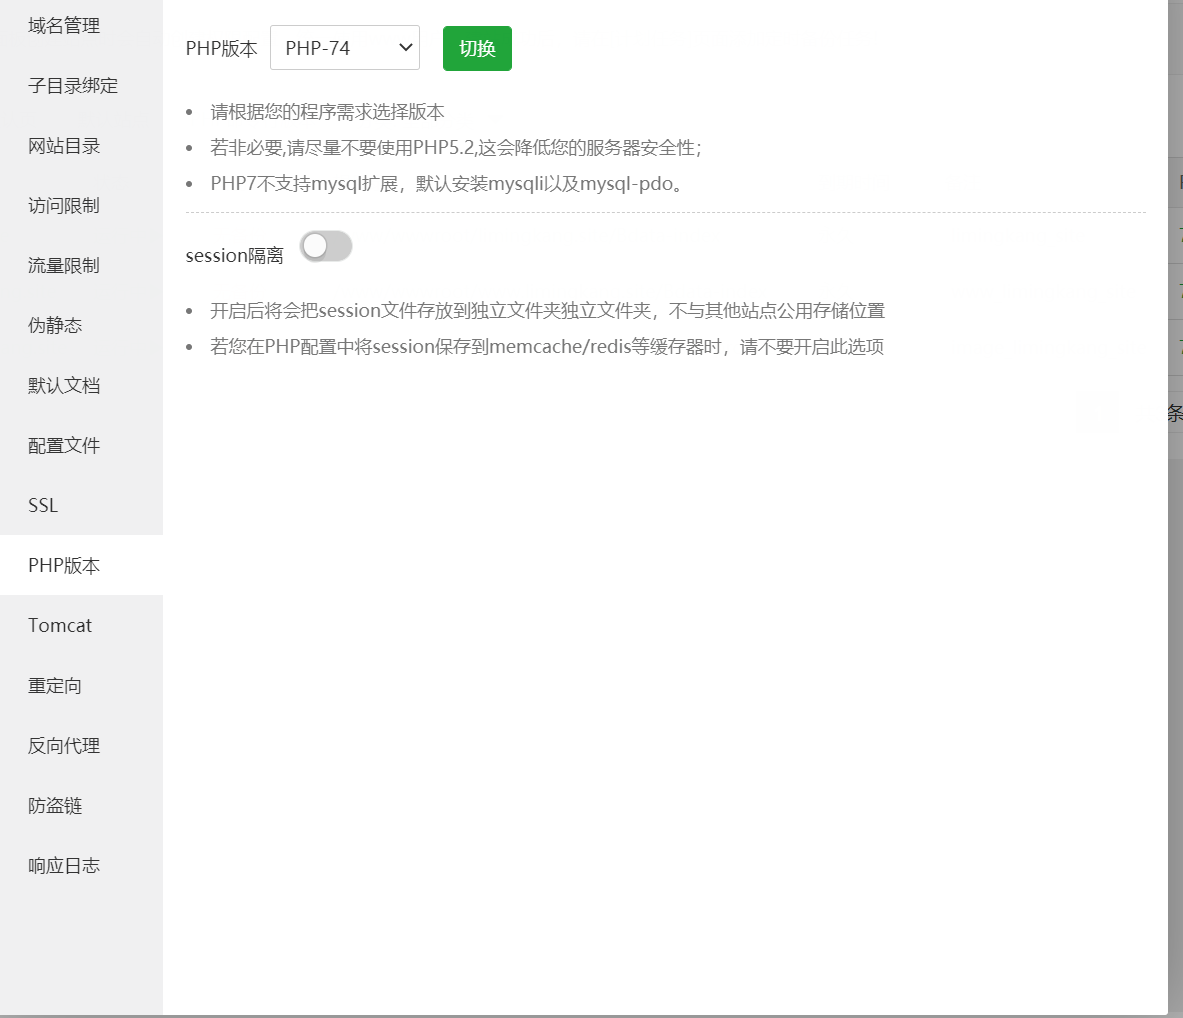 域名管理
子目录绑定
网站目录
访问限制
流量限制
伪静态
默认文档
配置文件
SSL
PHP版本
Tomcat
重定向
反向代理
防盗链
响应日志
PHP版本 PHP-74 切换
请根据您的程序需求选择版本
若非必要,请尽量不要使用PHP5.2,这会降低您的服务器安全性；
PHP7不支持mysql扩展，默认安装mysqli以及mysql-pdo。
session隔离
开启后将会把session文件存放到独立文件夹独立文件夹，不与其他站点公用存储位置
若您在PHP配置中将session保存到memcache/redis等缓存器时，请不要开启此选项
条